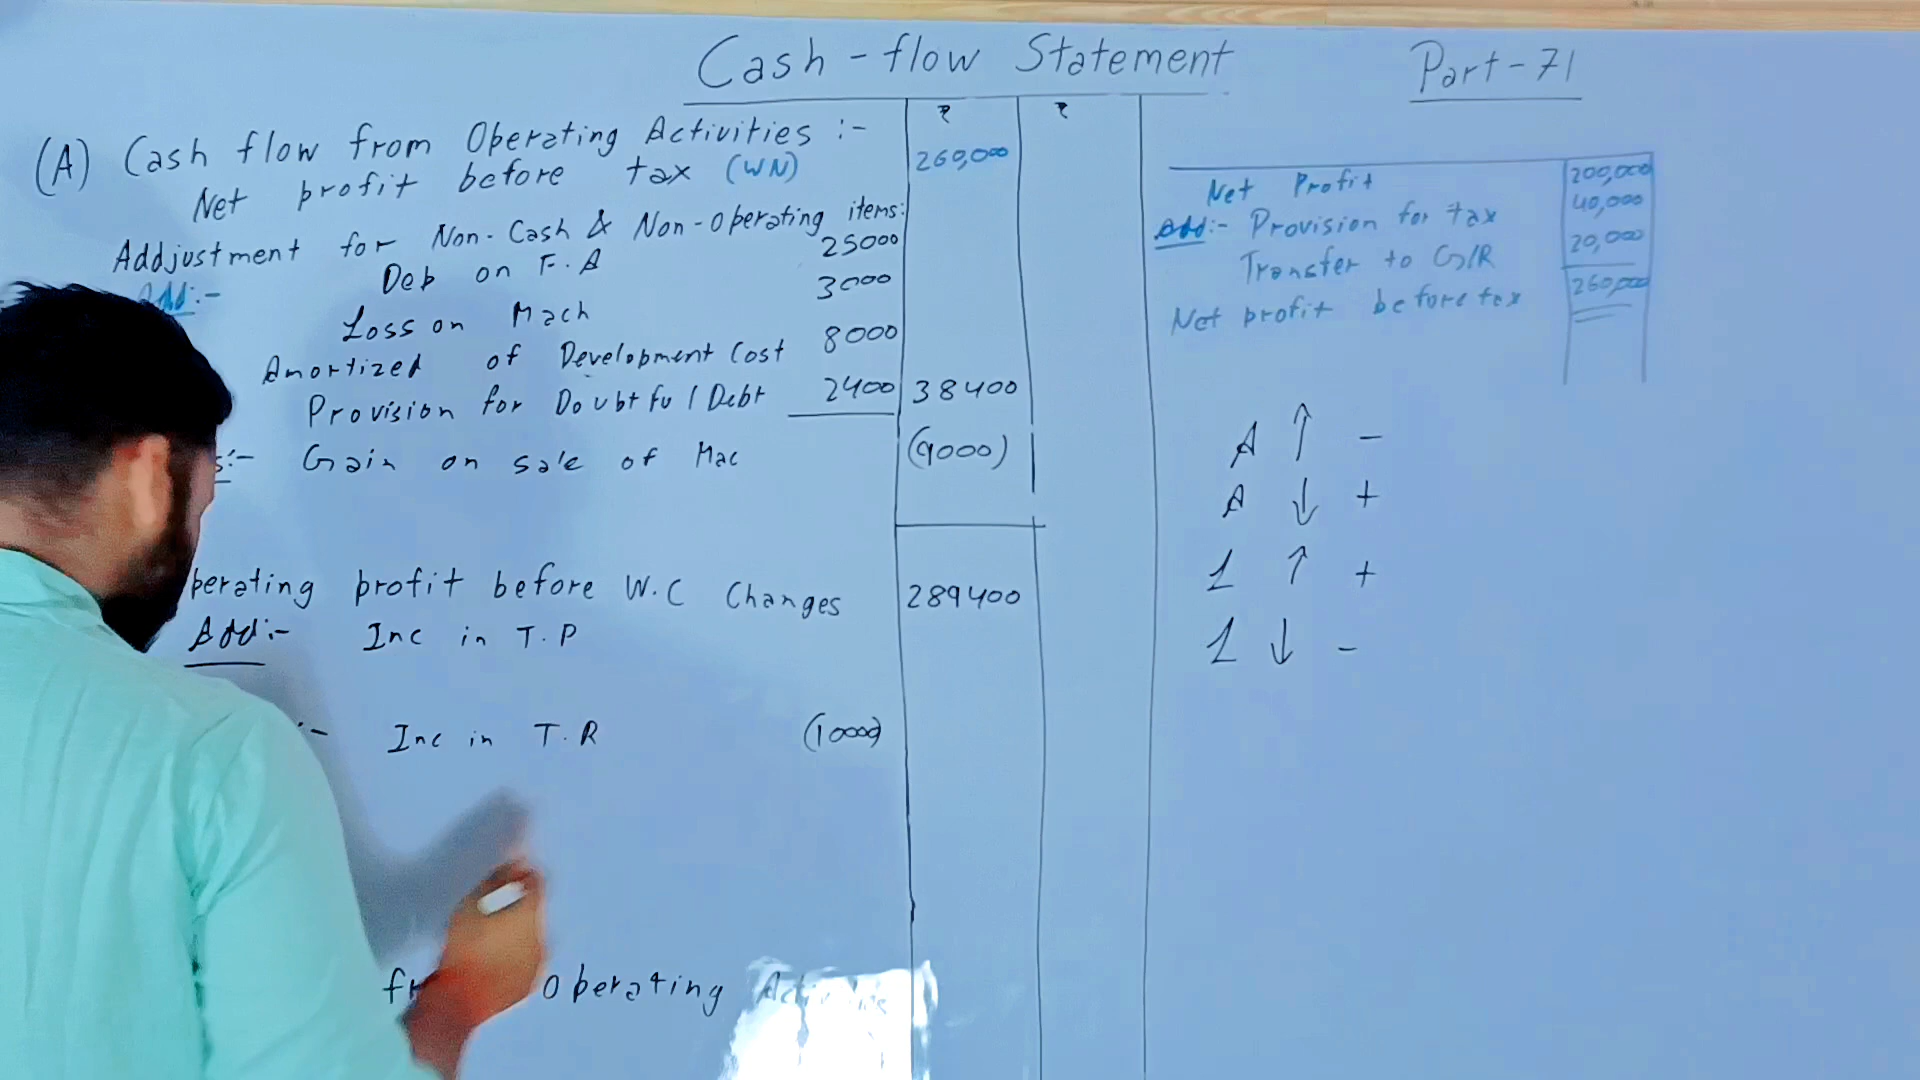 Cash-flow Statement
Part-71
₹ ₹
(A) Cash flow from Operating Activities :-
Net profit before tax (WN) 260,000
Addjustment for Non-Cash & Non-Operating items:
Add:- Dep on F.A 25000
Loss on Mach 3000
Amortized of Development Cost 8000
Provision for Doubtful Debt 2400 38400
s:- Gain on sale of Mac (9000)
perating profit before W.C Changes 289400
Add:- Inc in T.P
:- Inc in T.R (1000)
Operating
Net Profit 200,000
Add:- Provision for tax 40,000
Transfer to G/R 20,000
Net profit before tax 260,000
A ↑ -
A ↓ +
L ↑ +
L ↓ -